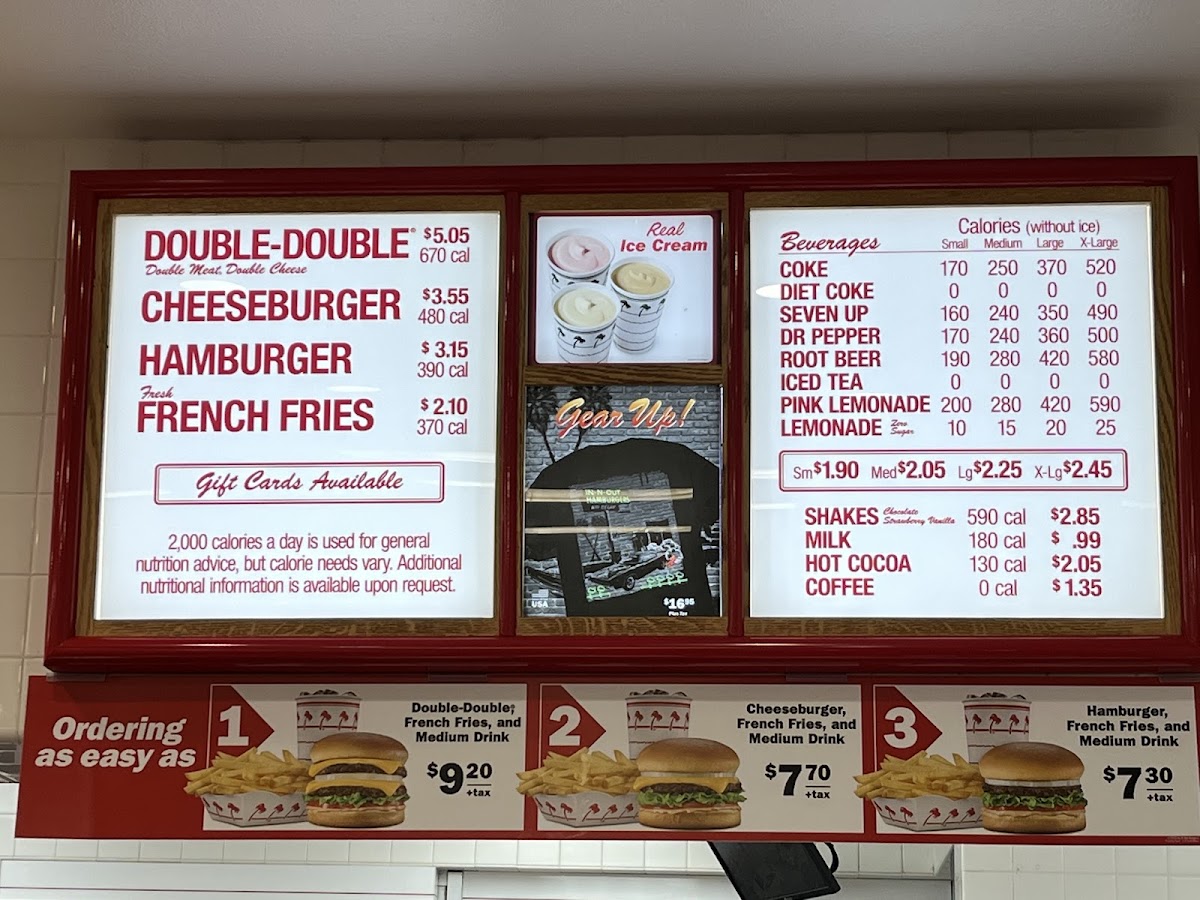 DOUBLE-DOUBLE® $5.05
Double Meat, Double Cheese 670 cal
CHEESEBURGER $3.55
480 cal
HAMBURGER $3.15
390 cal
Fresh
FRENCH FRIES $2.10
370 cal
Gift Cards Available
2,000 calories a day is used for general
nutrition advice, but calorie needs vary. Additional
nutritional information is available upon request.
Real
Ice Cream
Gear Up!
IN-N-OUT
HAMBURGERS
USA
$16.95
Plus Tax
Calories (without ice)
Beverages Small Medium Large X-Large
COKE 170 250 370 520
DIET COKE 0 0 0 0
SEVEN UP 160 240 350 490
DR PEPPER 170 240 360 500
ROOT BEER 190 280 420 580
ICED TEA 0 0 0 0
PINK LEMONADE 200 280 420 590
LEMONADE Zero Sugar 10 15 20 25
Sm$1.90 Med$2.05 Lg$2.25 X-Lg$2.45
SHAKES Chocolate Strawberry Vanilla 590 cal $2.85
MILK 180 cal $ .99
HOT COCOA 130 cal $2.05
COFFEE 0 cal $1.35
Ordering
as easy as
1
Double-Double,
French Fries, and
Medium Drink
$9 20
+tax
2
Cheeseburger,
French Fries, and
Medium Drink
$7 70
+tax
3
Hamburger,
French Fries, and
Medium Drink
$7 30
+tax